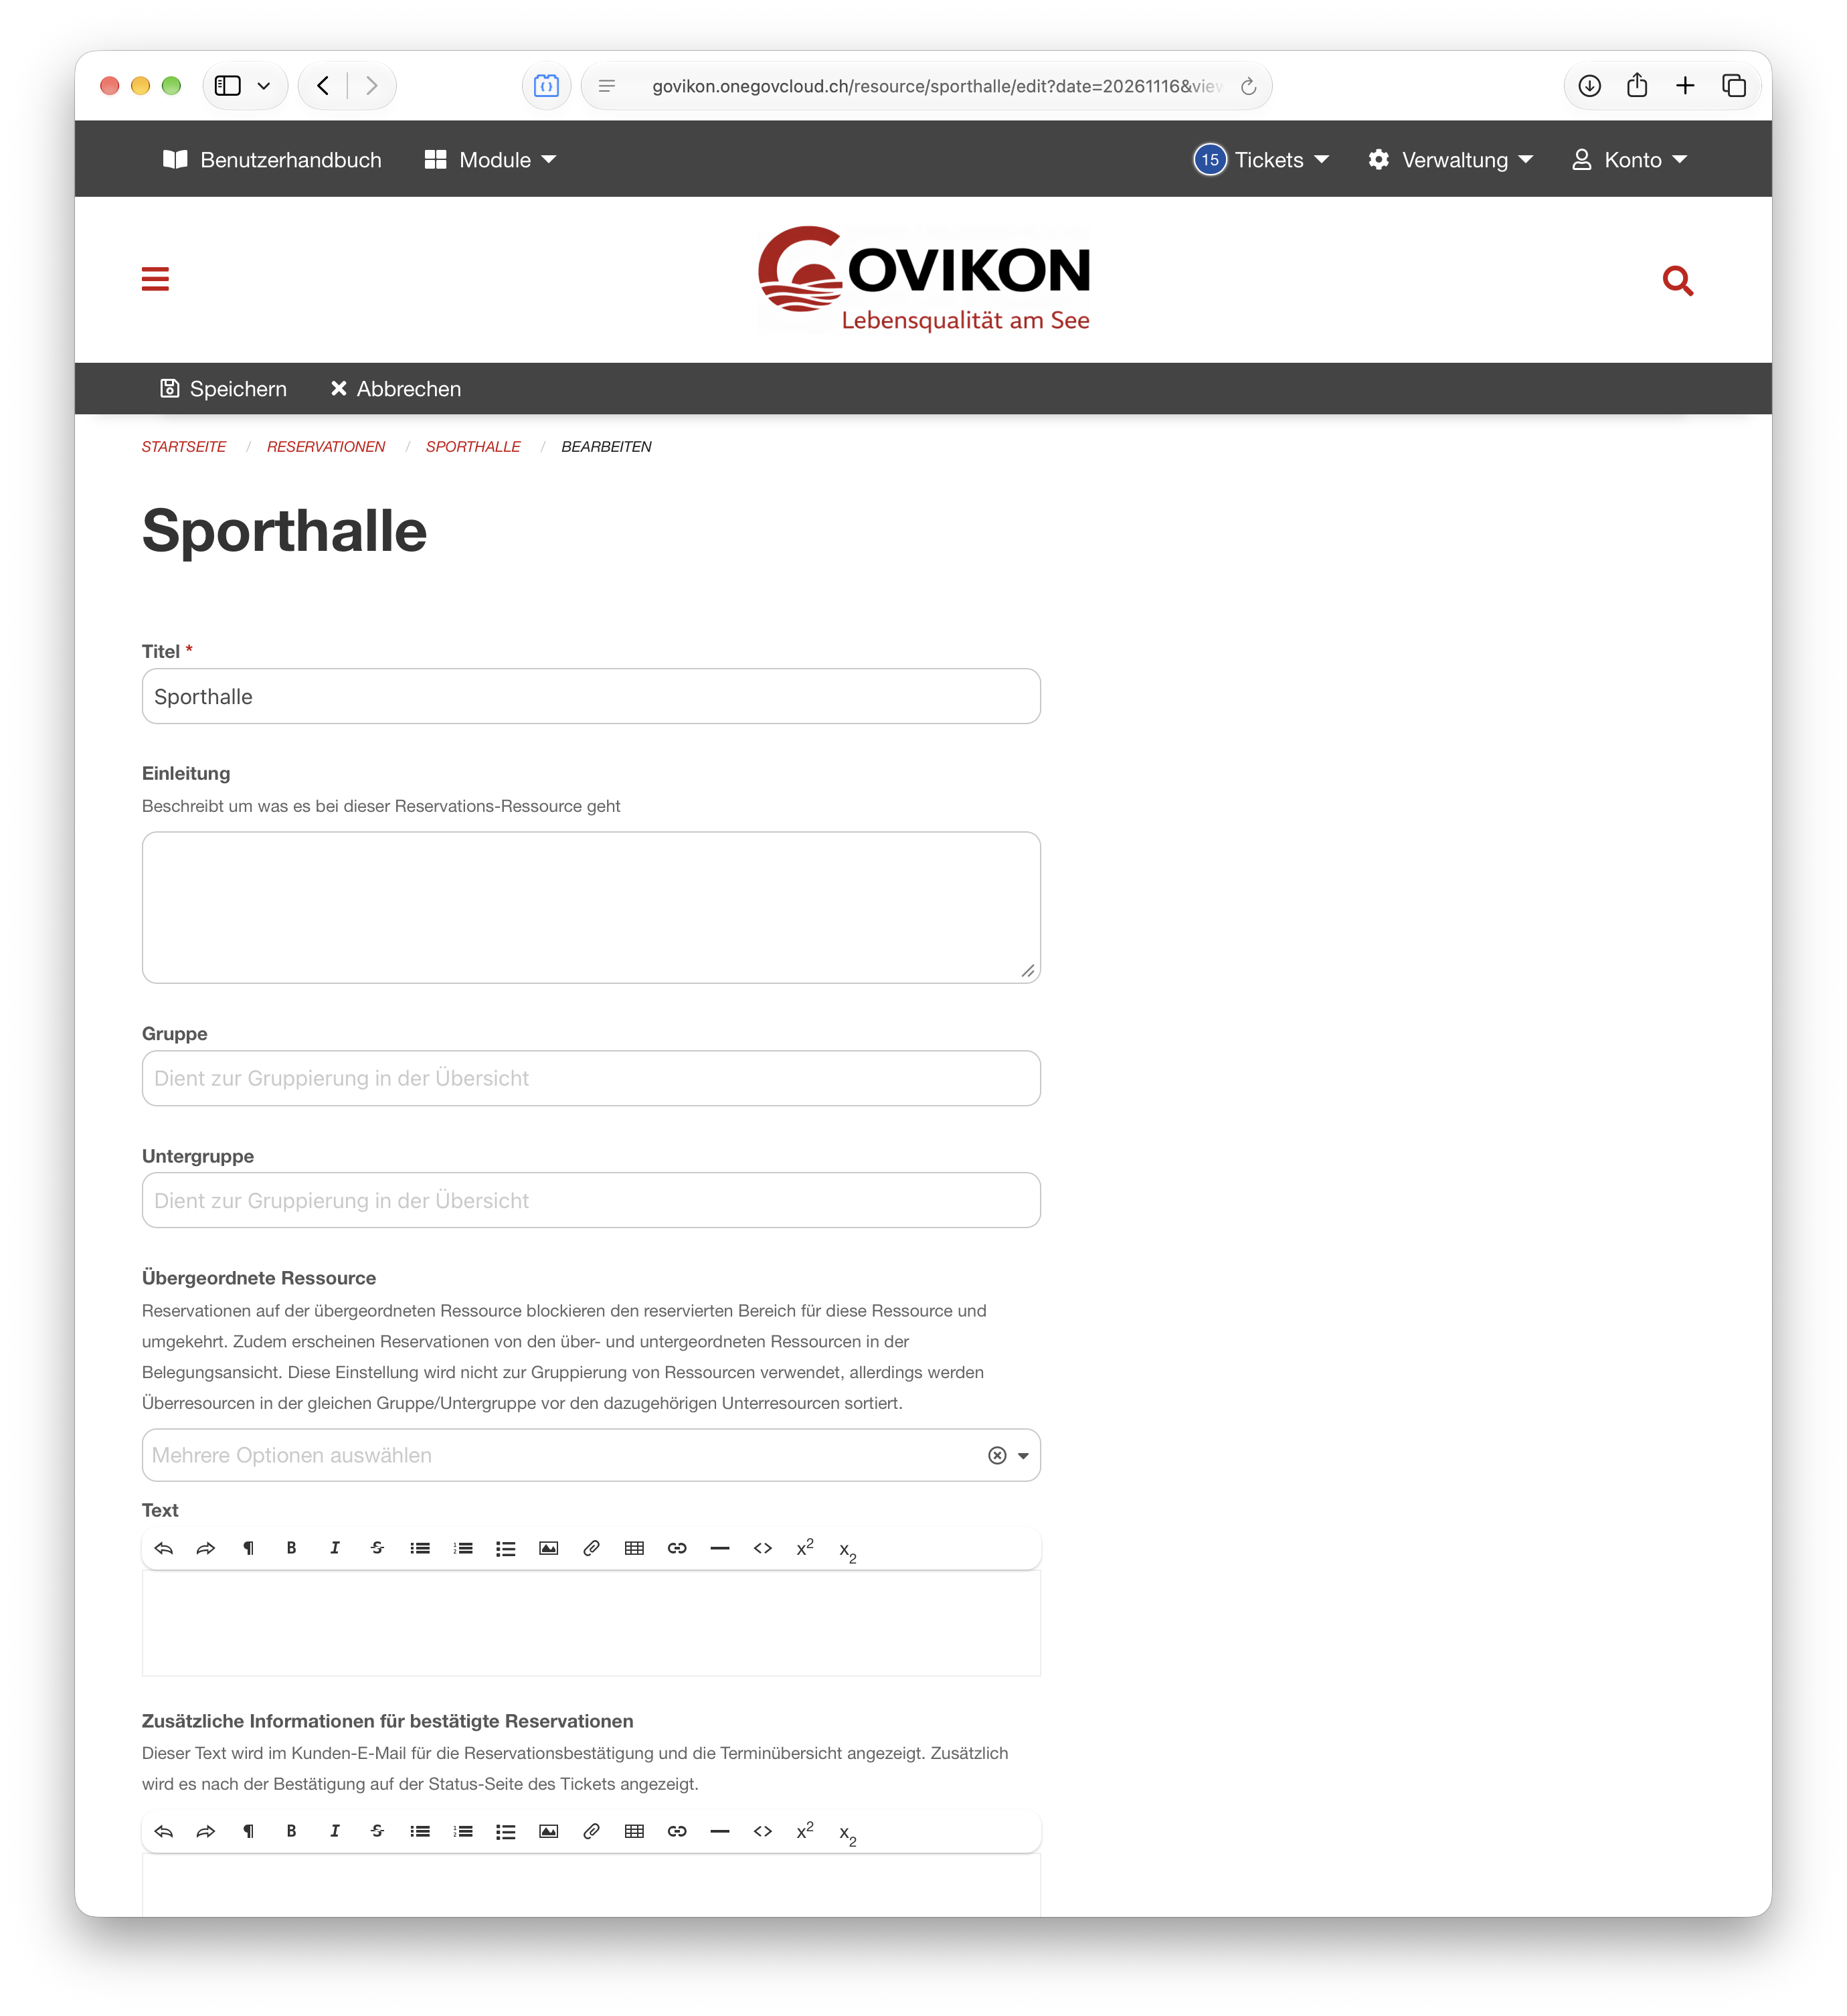 govikon.onegovcloud.ch/resource/sporthalle/edit?date=20261116&view
Benutzerhandbuch Module 15 Tickets Verwaltung Konto
GOVIKON
Lebensqualität am See
Speichern Abbrechen
STARTSEITE / RESERVATIONEN / SPORTHALLE / BEARBEITEN
Sporthalle
Titel *
Sporthalle
Einleitung
Beschreibt um was es bei dieser Reservations-Ressource geht
Gruppe
Dient zur Gruppierung in der Übersicht
Untergruppe
Dient zur Gruppierung in der Übersicht
Übergeordnete Ressource
Reservationen auf der übergeordneten Ressource blockieren den reservierten Bereich für diese Ressource und
umgekehrt. Zudem erscheinen Reservationen von den über- und untergeordneten Ressourcen in der
Belegungsansicht. Diese Einstellung wird nicht zur Gruppierung von Ressourcen verwendet, allerdings werden
Überresourcen in der gleichen Gruppe/Untergruppe vor den dazugehörigen Unterresourcen sortiert.
Mehrere Optionen auswählen
Text
B I S x2 x2
Zusätzliche Informationen für bestätigte Reservationen
Dieser Text wird im Kunden-E-Mail für die Reservationsbestätigung und die Terminübersicht angezeigt. Zusätzlich
wird es nach der Bestätigung auf der Status-Seite des Tickets angezeigt.
B I S x2 x2